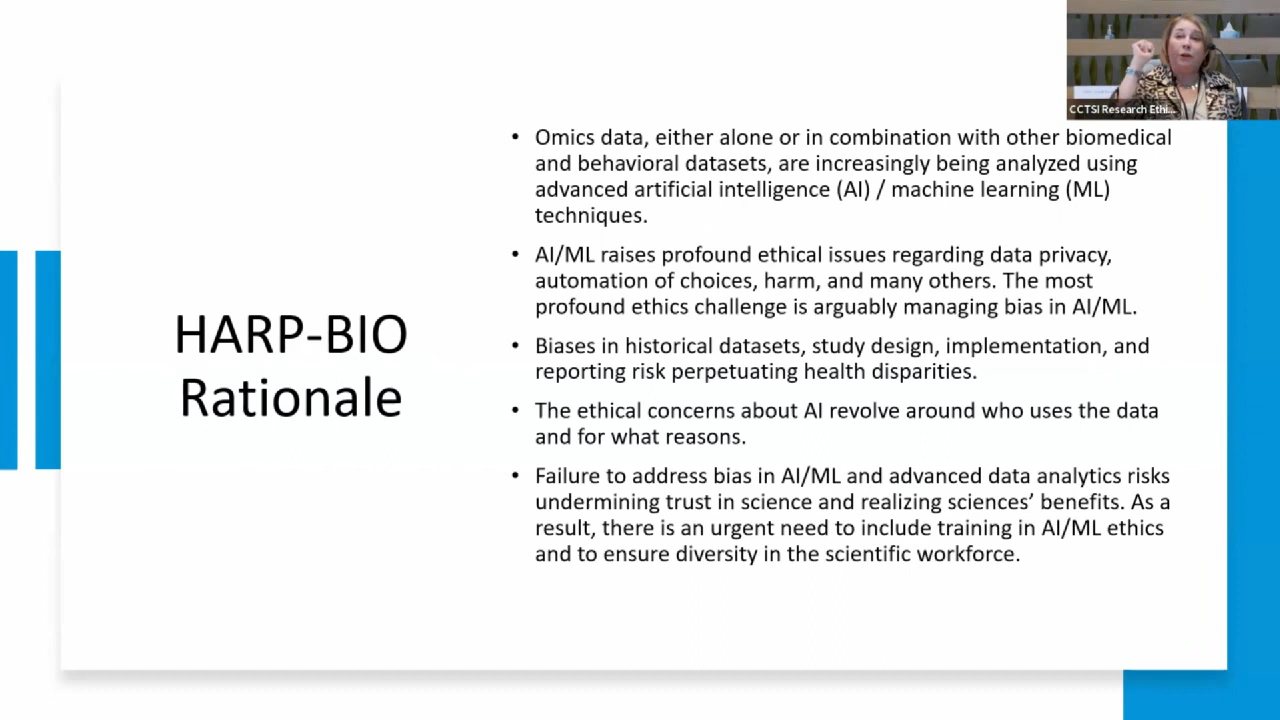 CCTSI Research Ethi...
HARP-BIO
Rationale
• Omics data, either alone or in combination with other biomedical
and behavioral datasets, are increasingly being analyzed using
advanced artificial intelligence (AI) / machine learning (ML)
techniques.
• AI/ML raises profound ethical issues regarding data privacy,
automation of choices, harm, and many others. The most
profound ethics challenge is arguably managing bias in AI/ML.
• Biases in historical datasets, study design, implementation, and
reporting risk perpetuating health disparities.
• The ethical concerns about AI revolve around who uses the data
and for what reasons.
• Failure to address bias in AI/ML and advanced data analytics risks
undermining trust in science and realizing sciences’ benefits. As a
result, there is an urgent need to include training in AI/ML ethics
and to ensure diversity in the scientific workforce.